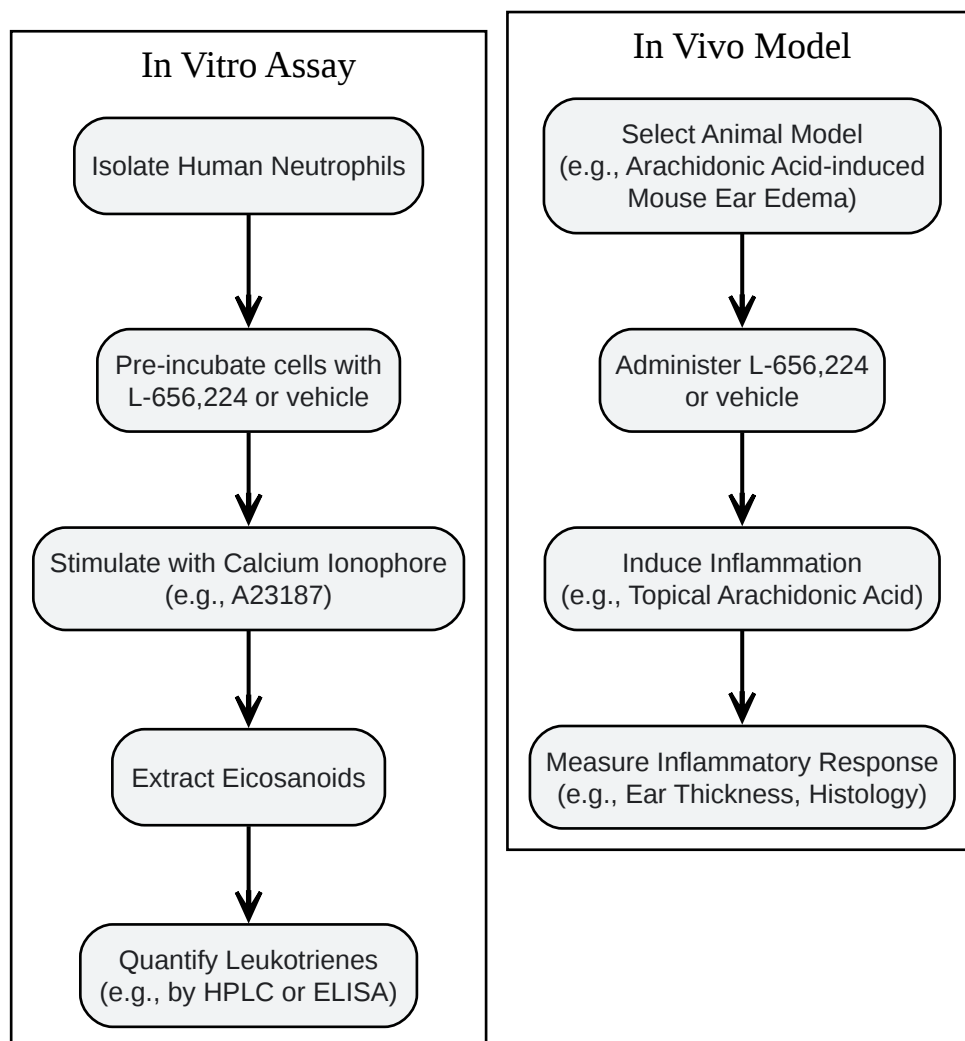 In Vitro Assay
Isolate Human Neutrophils
Pre-incubate cells with
L-656,224 or vehicle
Stimulate with Calcium Ionophore
(e.g., A23187)
Extract Eicosanoids
Quantify Leukotrienes
(e.g., by HPLC or ELISA)
In Vivo Model
Select Animal Model
(e.g., Arachidonic Acid-induced
Mouse Ear Edema)
Administer L-656,224
or vehicle
Induce Inflammation
(e.g., Topical Arachidonic Acid)
Measure Inflammatory Response
(e.g., Ear Thickness, Histology)